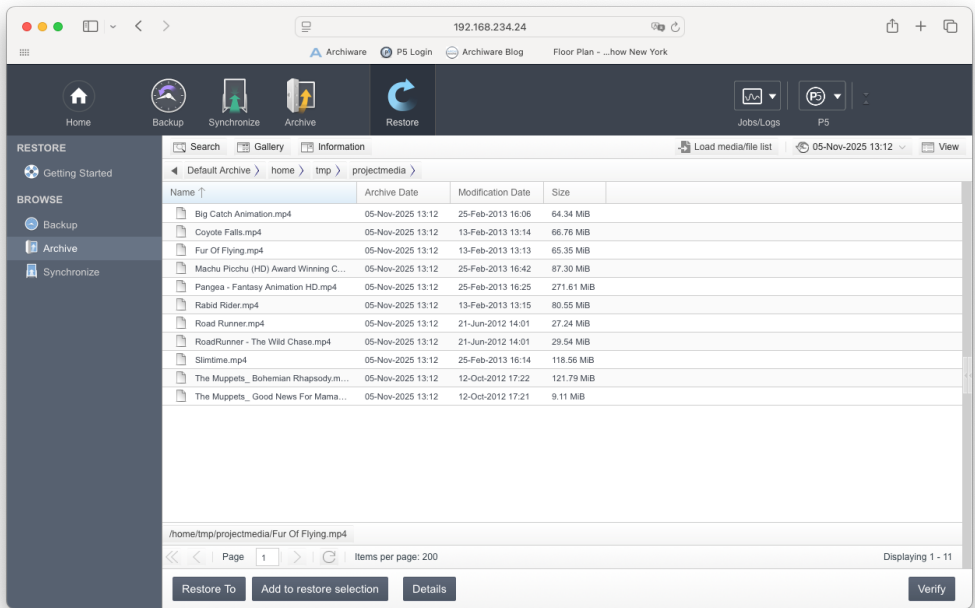 192.168.234.24
Archiware P5 Login Archiware Blog Floor Plan - ...how New York
Home Backup Synchronize Archive Restore Jobs/Logs P5
RESTORE
Getting Started
BROWSE
Backup
Archive
Synchronize
Search Gallery Information Load media/file list 05-Nov-2025 13:12 View
Default Archive home tmp projectmedia
Name Archive Date Modification Date Size
Big Catch Animation.mp4 05-Nov-2025 13:12 25-Feb-2013 16:06 64.34 MiB
Coyote Falls.mp4 05-Nov-2025 13:12 13-Feb-2013 13:14 66.76 MiB
Fur Of Flying.mp4 05-Nov-2025 13:12 13-Feb-2013 13:13 65.35 MiB
Machu Picchu (HD) Award Winning C... 05-Nov-2025 13:12 25-Feb-2013 16:42 87.30 MiB
Pangea - Fantasy Animation HD.mp4 05-Nov-2025 13:12 25-Feb-2013 16:25 271.61 MiB
Rabid Rider.mp4 05-Nov-2025 13:12 13-Feb-2013 13:15 80.55 MiB
Road Runner.mp4 05-Nov-2025 13:12 21-Jun-2012 14:01 27.24 MiB
RoadRunner - The Wild Chase.mp4 05-Nov-2025 13:12 21-Jun-2012 14:01 29.54 MiB
Slimtime.mp4 05-Nov-2025 13:12 25-Feb-2013 16:14 118.56 MiB
The Muppets_ Bohemian Rhapsody.m... 05-Nov-2025 13:12 12-Oct-2012 17:22 121.79 MiB
The Muppets_ Good News For Mama... 05-Nov-2025 13:12 12-Oct-2012 17:21 9.11 MiB
/home/tmp/projectmedia/Fur Of Flying.mp4
Page 1 Items per page: 200 Displaying 1 - 11
Restore To Add to restore selection Details Verify